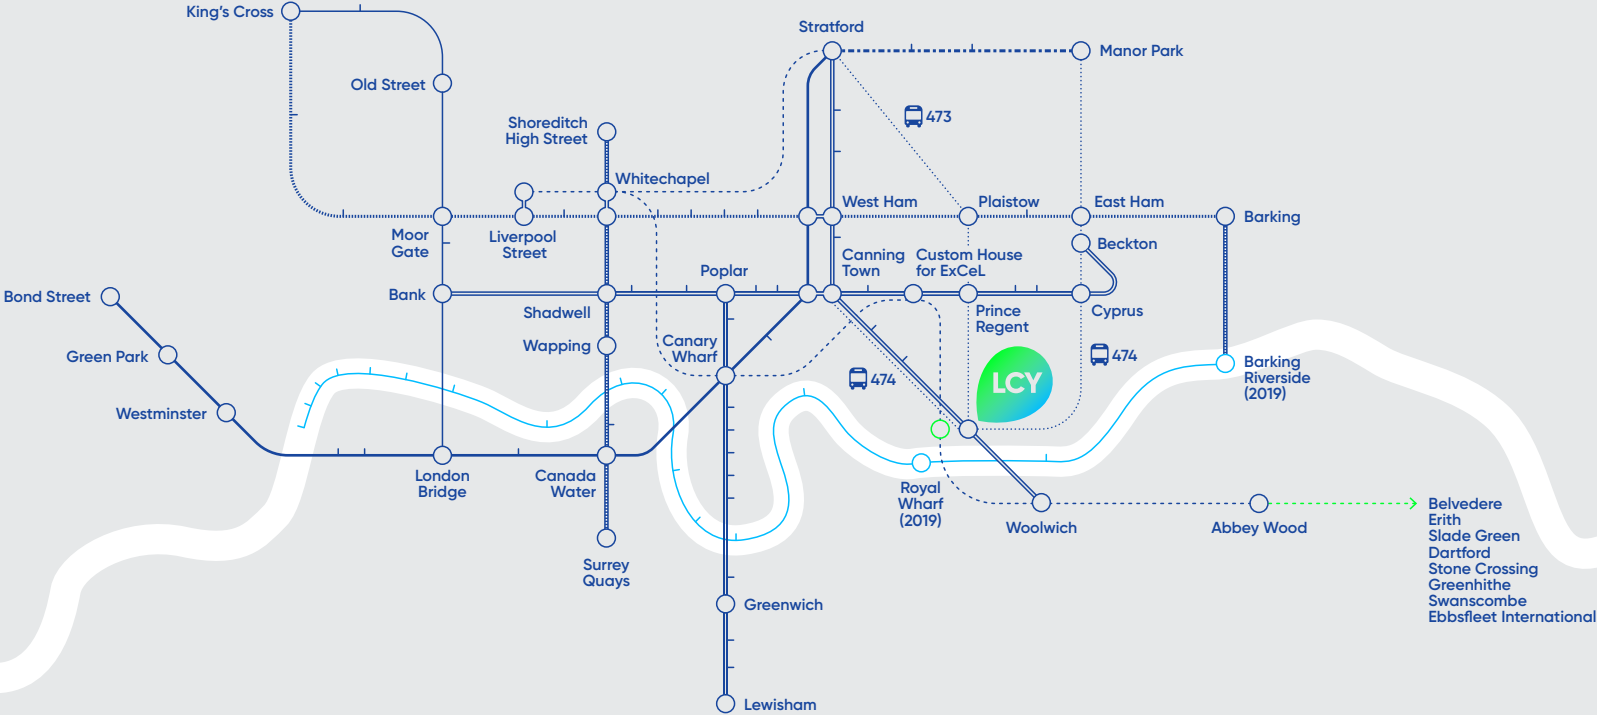 King's Cross
Stratford
Manor Park
Old Street
473
Shoreditch
High Street
Whitechapel
West Ham
Plaistow
East Ham
Barking
Moor
Gate
Liverpool
Street
Beckton
Canning
Town
Custom House
for ExCeL
Poplar
Bond Street
Bank
Shadwell
Prince
Regent
Cyprus
Green Park
Wapping
Canary
Wharf
474
474
LCY
Barking
Riverside
(2019)
Westminster
London
Bridge
Canada
Water
Royal
Wharf
(2019)
Woolwich
Abbey Wood
Belvedere
Erith
Slade Green
Dartford
Stone Crossing
Greenhithe
Swanscombe
Ebbsfleet International
Surrey
Quays
Greenwich
Lewisham